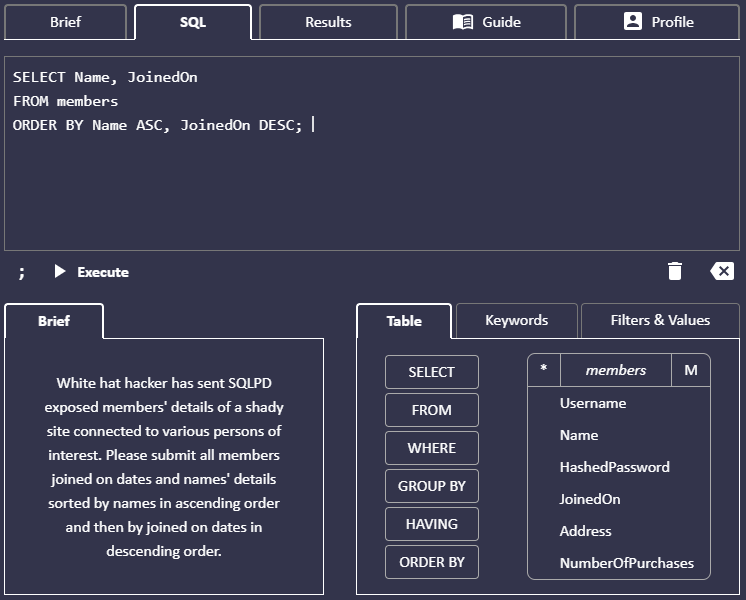 Brief
SQL
Results
Guide
Profile
SELECT Name, JoinedOn
FROM members
ORDER BY Name ASC, JoinedOn DESC;
;
Execute
Brief
White hat hacker has sent SQLPD
exposed members' details of a shady
site connected to various persons of
interest. Please submit all members
joined on dates and names' details
sorted by names in ascending order
and then by joined on dates in
descending order.
Table
Keywords
Filters & Values
SELECT
FROM
WHERE
GROUP BY
HAVING
ORDER BY
* members M
Username
Name
HashedPassword
JoinedOn
Address
NumberOfPurchases